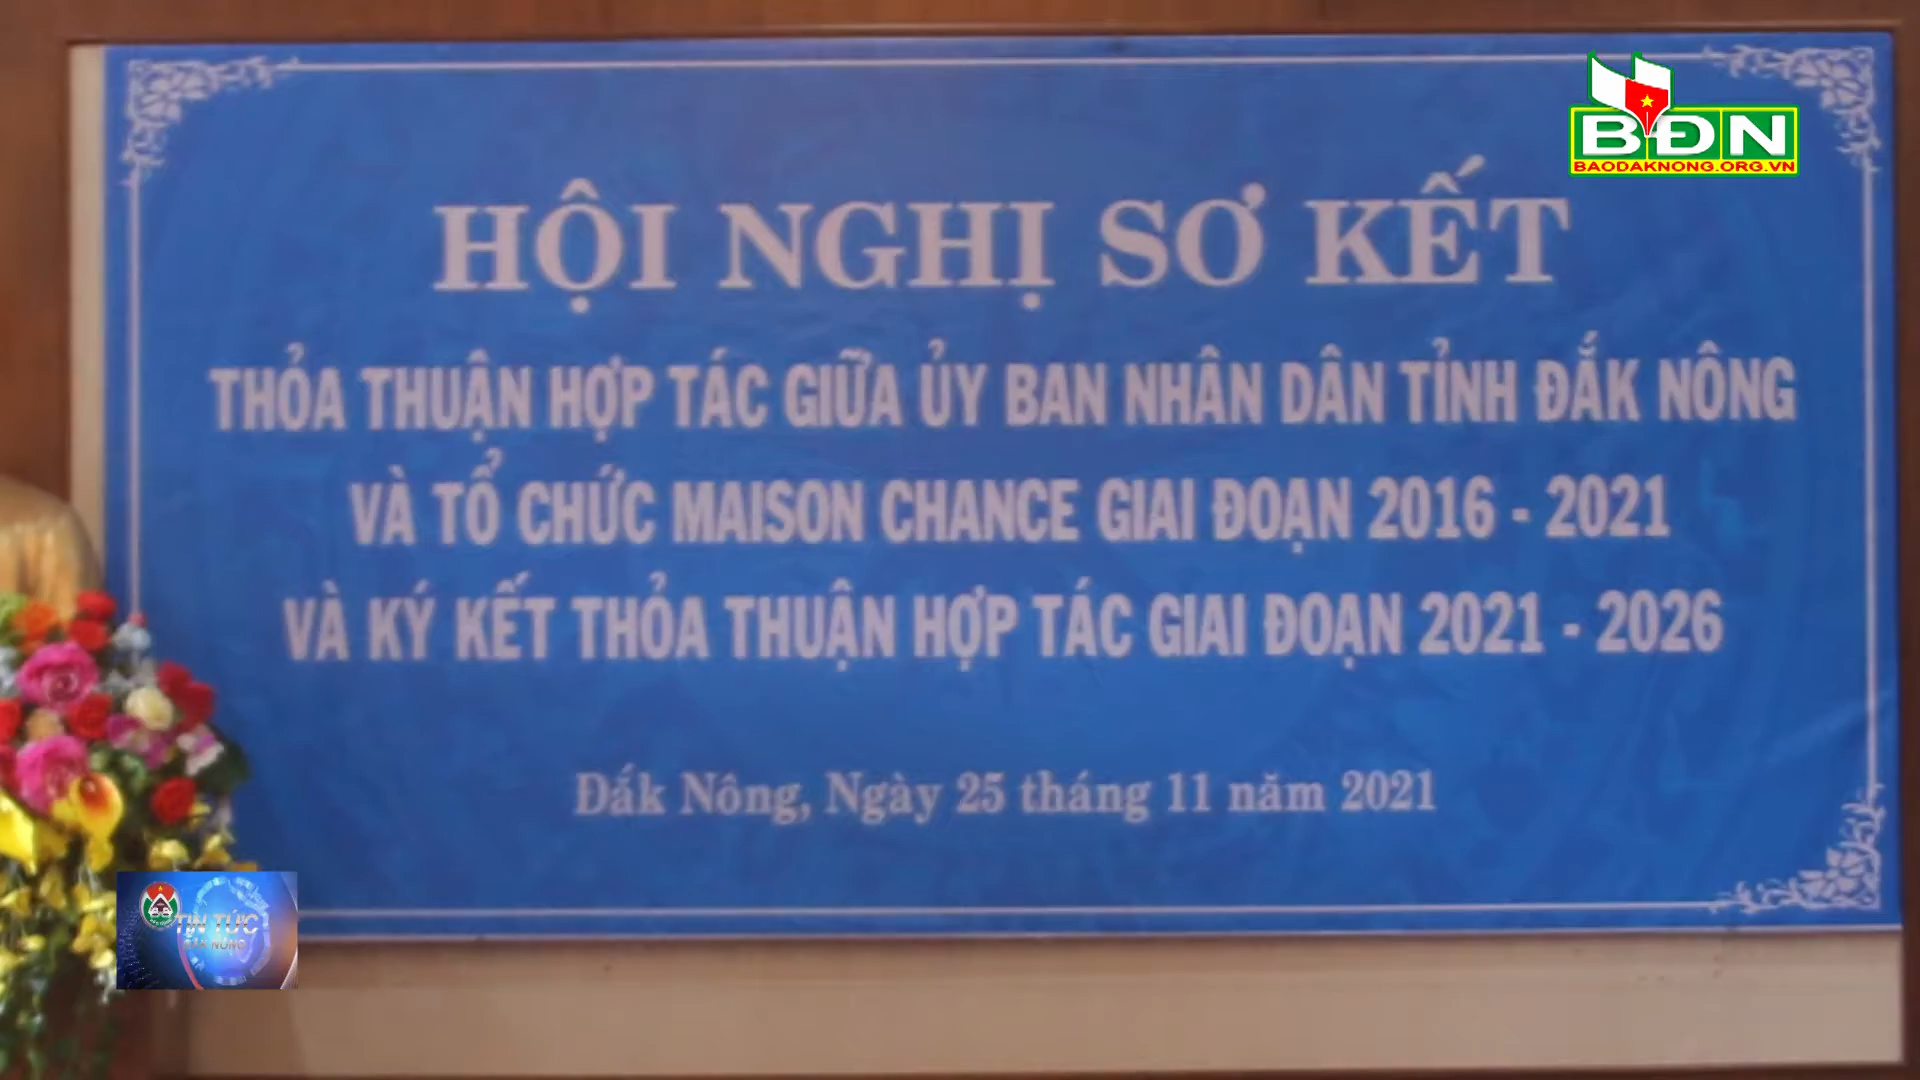 BĐN
BAODAKNONG.ORG.VN
HỘI NGHỊ SƠ KẾT
THỎA THUẬN HỢP TÁC GIỮA ỦY BAN NHÂN DÂN TỈNH ĐẮK NÔNG
VÀ TỔ CHỨC MAISON CHANCE GIAI ĐOẠN 2016 - 2021
VÀ KÝ KẾT THỎA THUẬN HỢP TÁC GIAI ĐOẠN 2021 - 2026
Đắk Nông, Ngày 25 tháng 11 năm 2021
TIN TỨC
ĐẮK NÔNG